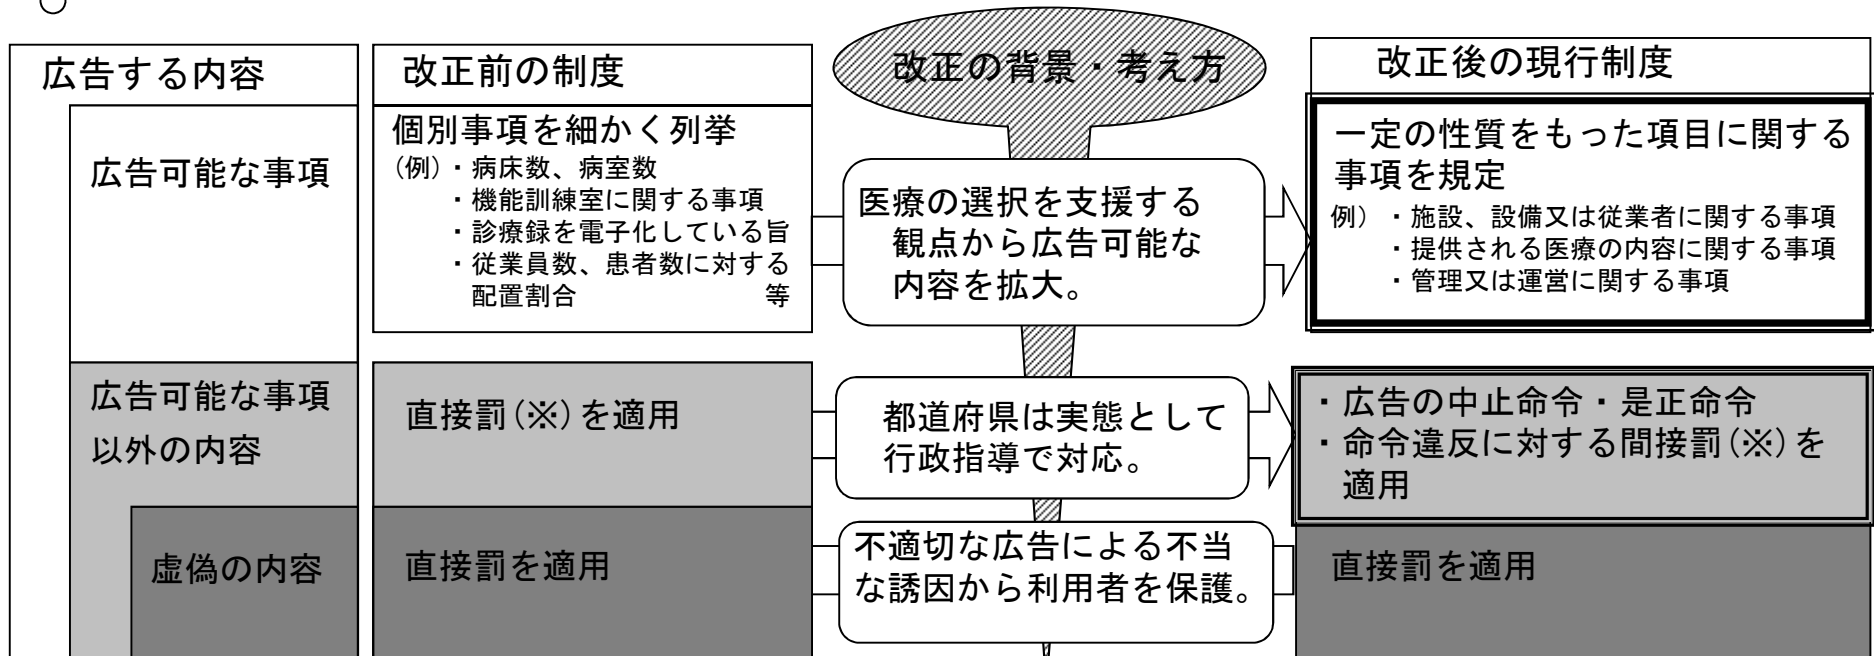 広告する内容
改正前の制度
改正の背景・考え方
改正後の現行制度
広告可能な事項
個別事項を細かく列挙
(例)・病床数、病室数
・機能訓練室に関する事項
・診療録を電子化している旨
・従業員数、患者数に対する
配置割合 等
医療の選択を支援する
観点から広告可能な
内容を拡大。
一定の性質をもった項目に関する
事項を規定
例) ・施設、設備又は従業者に関する事項
・提供される医療の内容に関する事項
・管理又は運営に関する事項
広告可能な事項
以外の内容
直接罰(※)を適用
都道府県は実態として
行政指導で対応。
・広告の中止命令・是正命令
・命令違反に対する間接罰(※)を
適用
虚偽の内容
直接罰を適用
不適切な広告による不当
な誘因から利用者を保護。
直接罰を適用